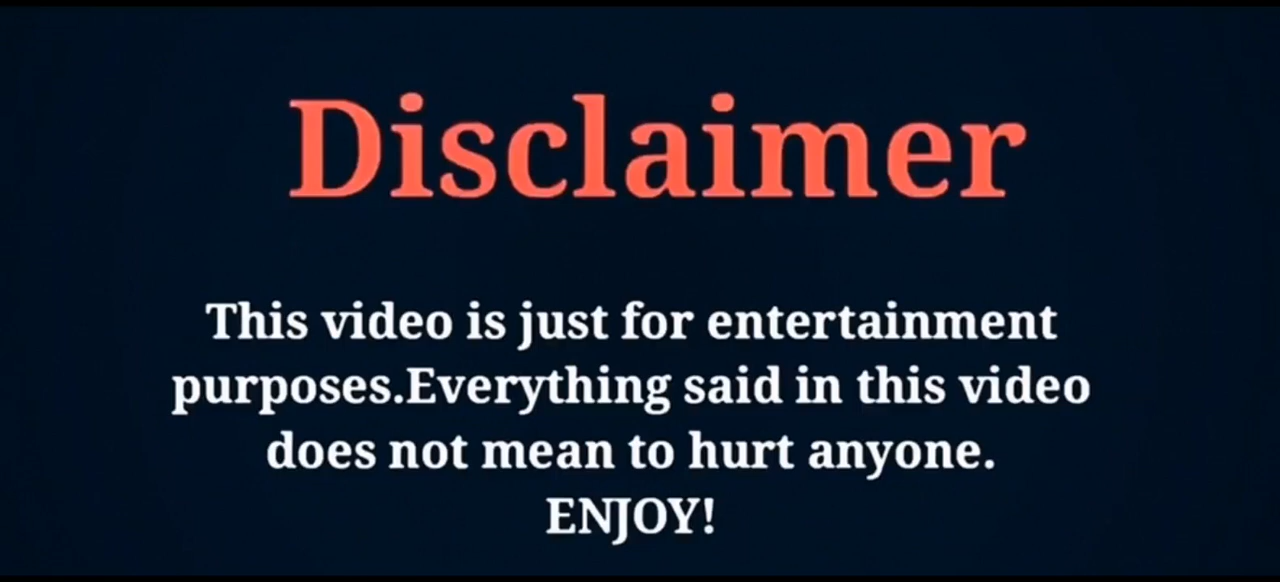 Disclaimer
This video is just for entertainment
purposes.Everything said in this video
does not mean to hurt anyone.
ENJOY!